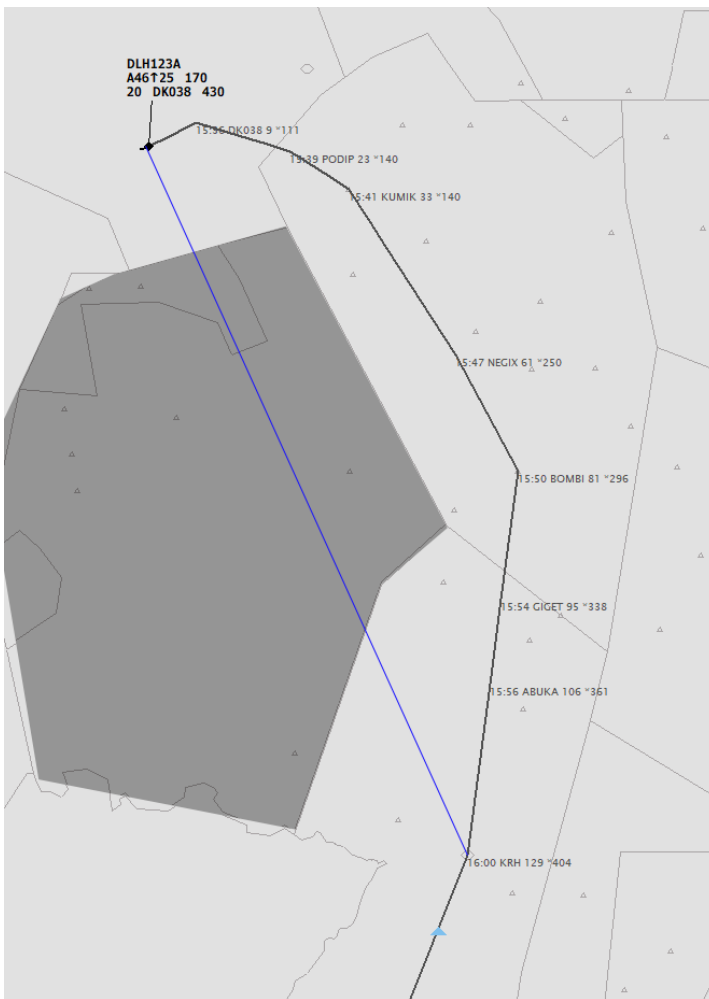 DLH123A
A46↑25 170
20 DK038 430
15:36 DK038 9 "111
15:39 PODIP 23 "140
15:41 KUMIK 33 "140
15:47 NEGIX 61 "250
15:50 BOMBI 81 "296
15:54 GIGET 95 "338
15:56 ABUKA 106 "361
16:00 KRH 129 "404